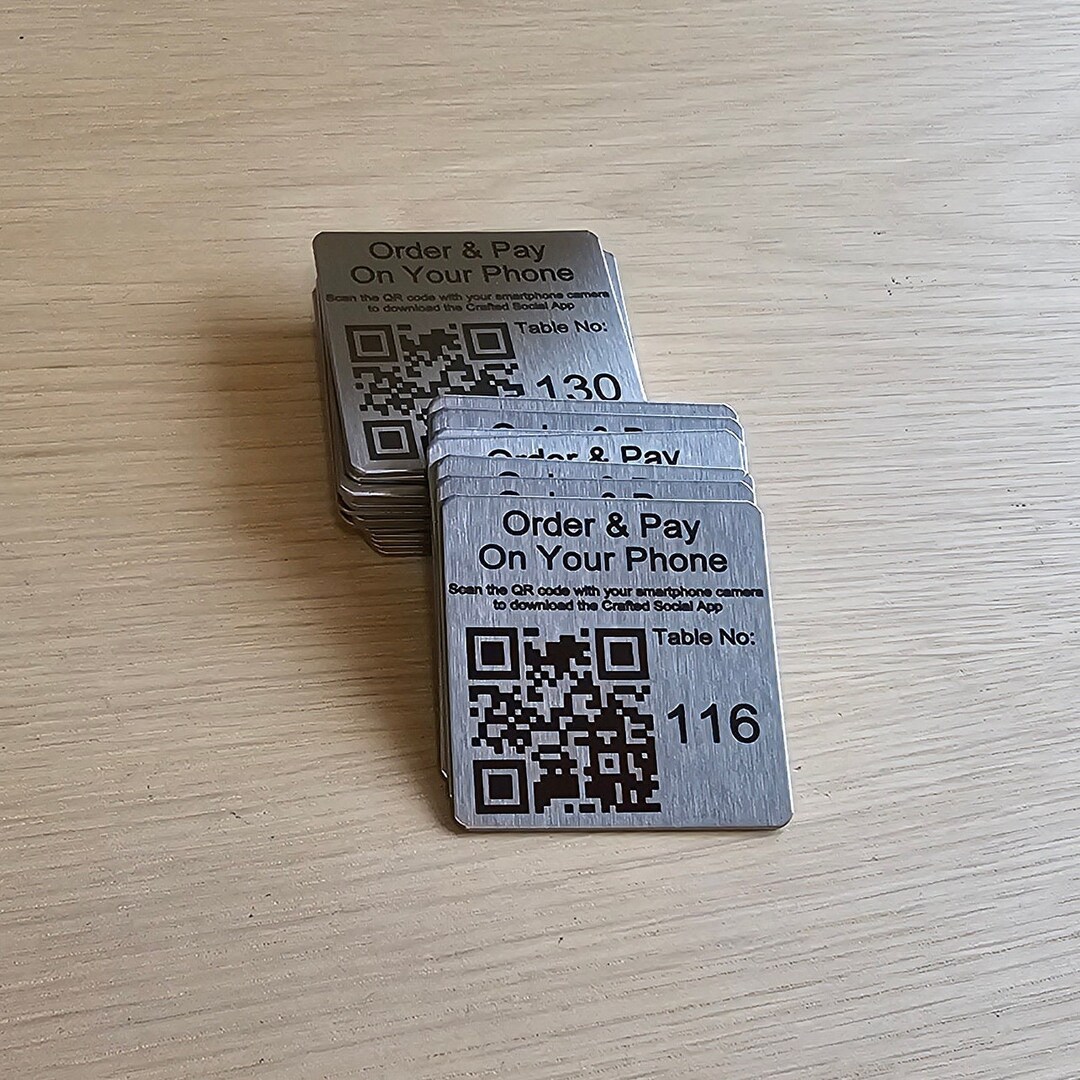 Order & Pay
On Your Phone
Scan the QR code with your smartphone camera
to download the Crafted Social App
Table No:
130
Order & Pay
Order & Pay
On Your Phone
Scan the QR code with your smartphone camera
to download the Crafted Social App
Table No:
116